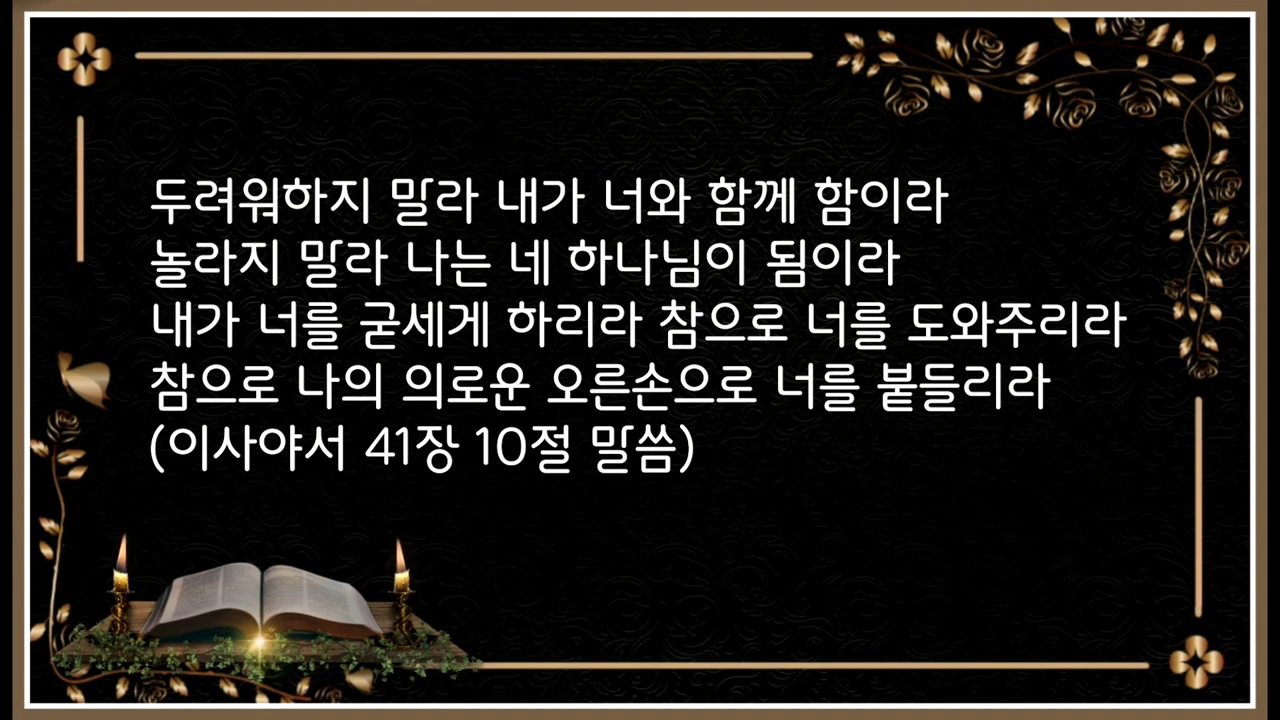 두려워하지 말라 내가 너와 함께 함이라
놀라지 말라 나는 네 하나님이 됨이라
내가 너를 굳세게 하리라 참으로 너를 도와주리라
참으로 나의 의로운 오른손으로 너를 붙들리라
(이사야서 41장 10절 말씀)